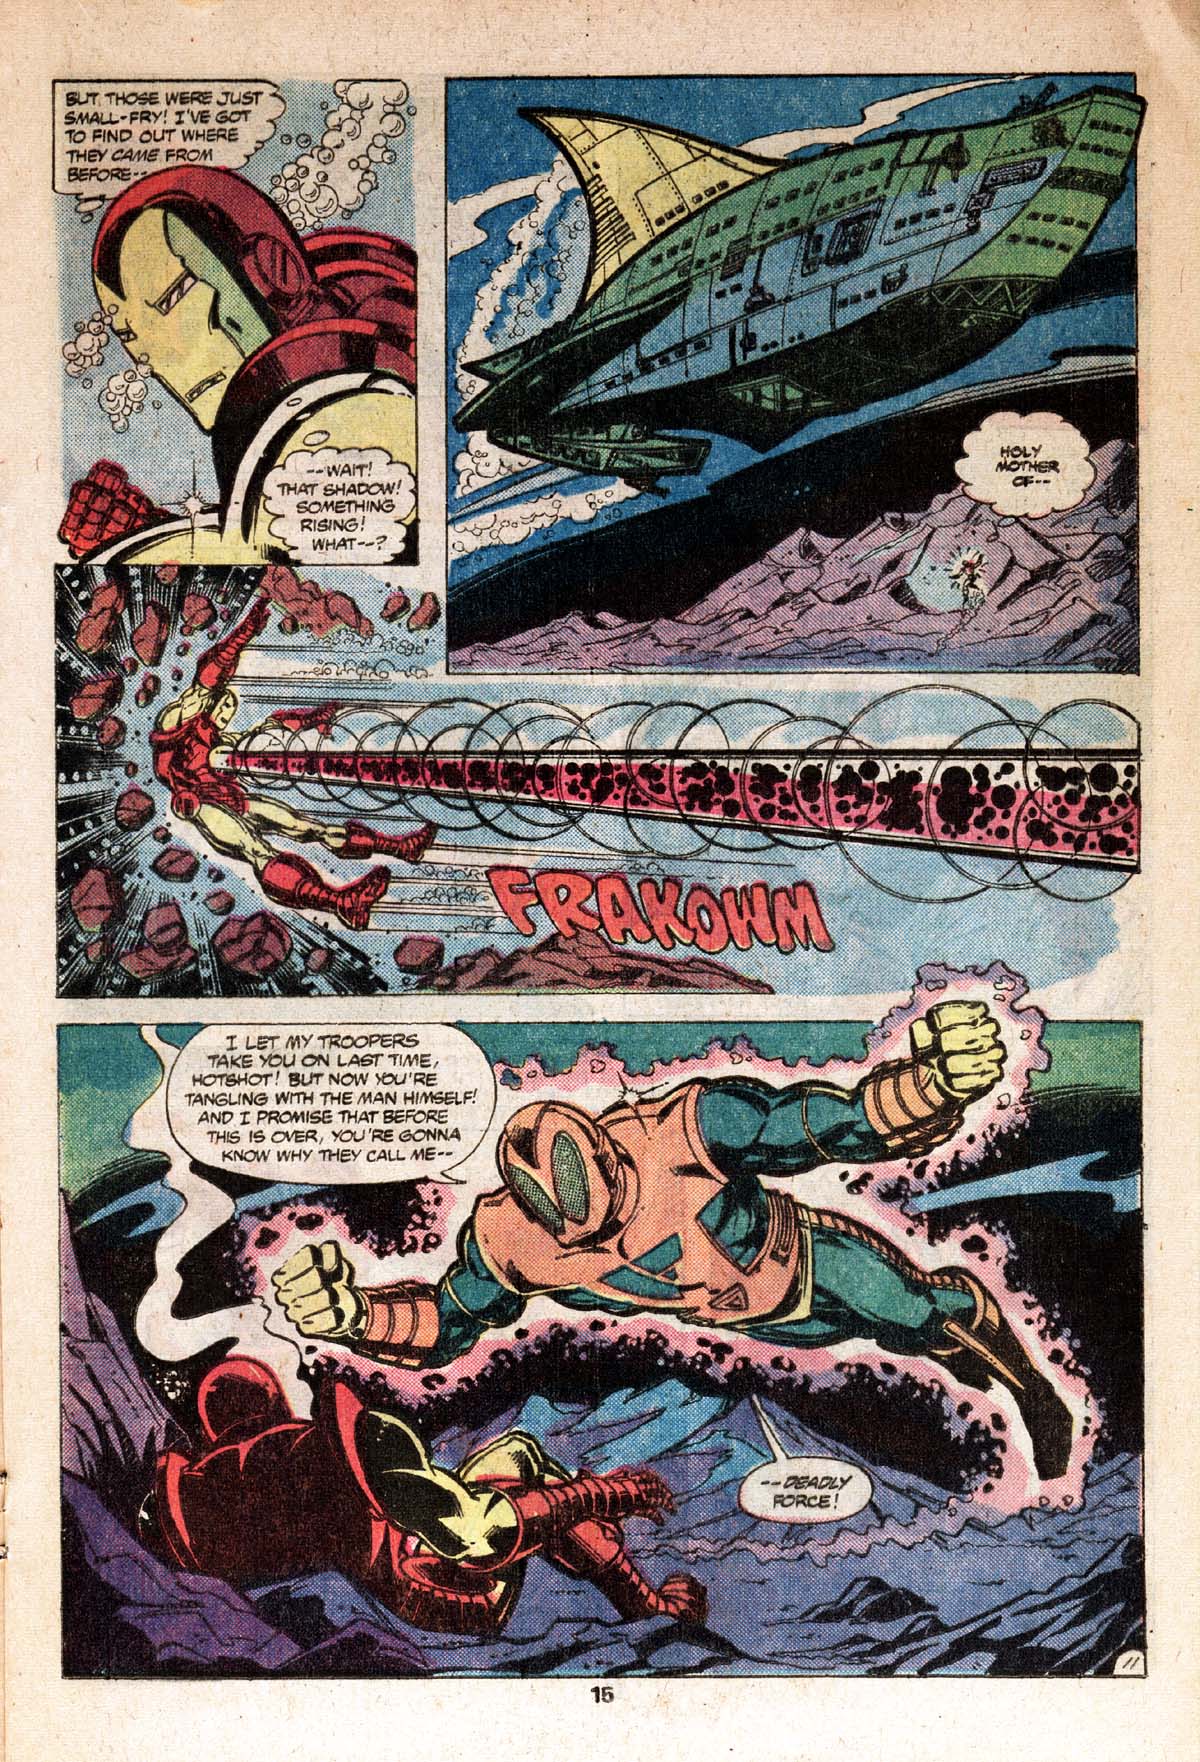 BUT THOSE WERE JUST
SMALL-FRY! I'VE GOT
TO FIND OUT WHERE
THEY CAME FROM
BEFORE--
--WAIT!
THAT SHADOW!
SOMETHING
RISING!
WHAT--?
HOLY
MOTHER
OF--
FRAKOWM
I LET MY TROOPERS
TAKE YOU ON LAST TIME,
HOTSHOT! BUT NOW YOU'RE
TANGLING WITH THE MAN HIMSELF!
AND I PROMISE THAT BEFORE
THIS IS OVER, YOU'RE GONNA
KNOW WHY THEY CALL ME--
--DEADLY
FORCE!
11
15